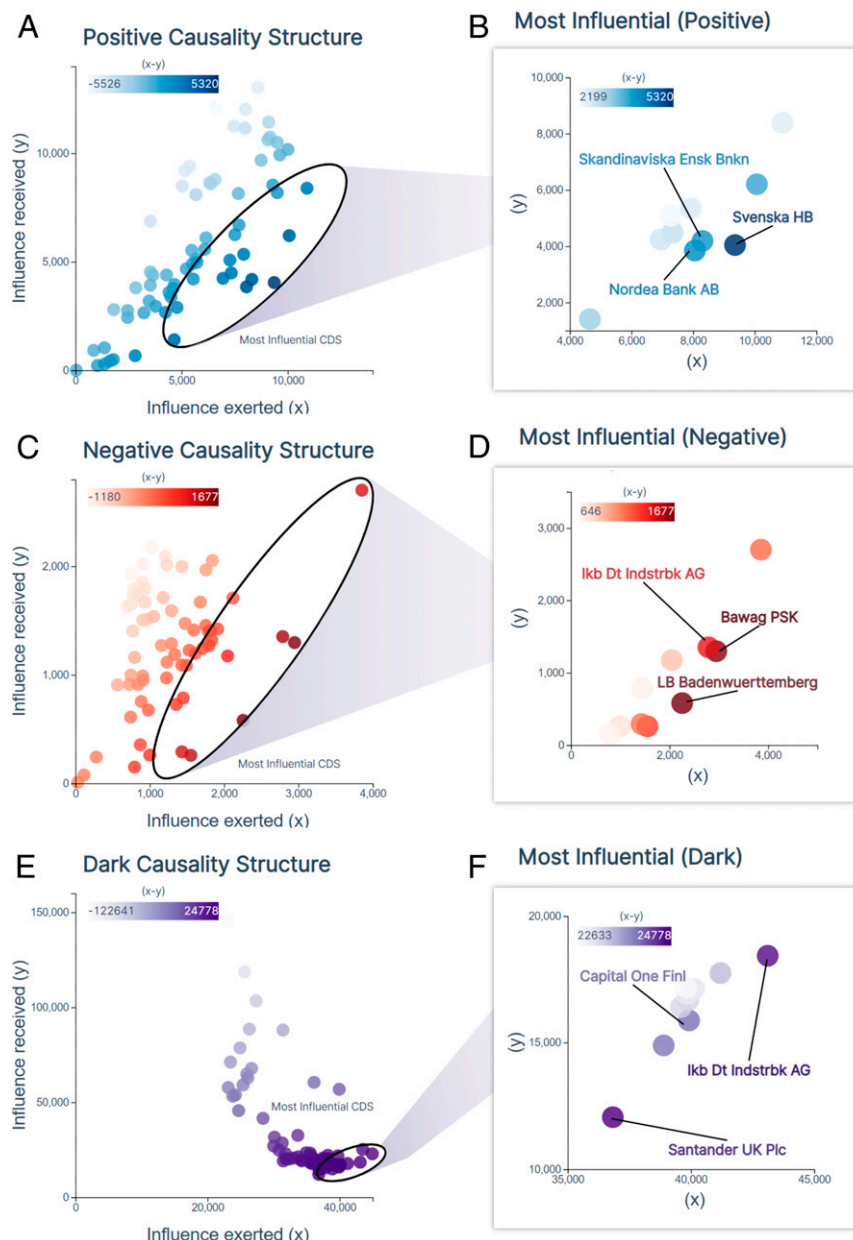 A
Positive Causality Structure
(x-y)
-5526
5320
Influence received (y)
10,000
5,000
0
0
5,000
10,000
Most Influential CDS
Influence exerted (x)
B
Most Influential (Positive)
10,000
(x-y)
2199
5320
8,000
Skandinaviska Ensk Bnkn
6,000
(y)
Svenska HB
4,000
Nordea Bank AB
2,000
4,000
6,000
8,000
10,000
12,000
(x)
C
Negative Causality Structure
(x-y)
-1180
1677
Influence received (y)
2,000
1,000
0
0
1,000
2,000
3,000
4,000
Most Influential CDS
Influence exerted (x)
D
Most Influential (Negative)
(x-y)
646
1677
3,000
Ikb Dt Indstrbk AG
2,000
(y)
Bawag PSK
1,000
LB Badenwuerttemberg
0
0
2,000
4,000
(x)
E
Dark Causality Structure
(x-y)
150,000
-122641
24778
Influence received (y)
100,000
50,000
Most Influential CDS
0
20,000
40,000
Influence exerted (x)
F
Most Influential (Dark)
20,000
(x-y)
22633
24778
Capital One Finl
(y)
15,000
Ikb Dt Indstrbk AG
Santander UK Plc
10,000
35,000
40,000
45,000
(x)